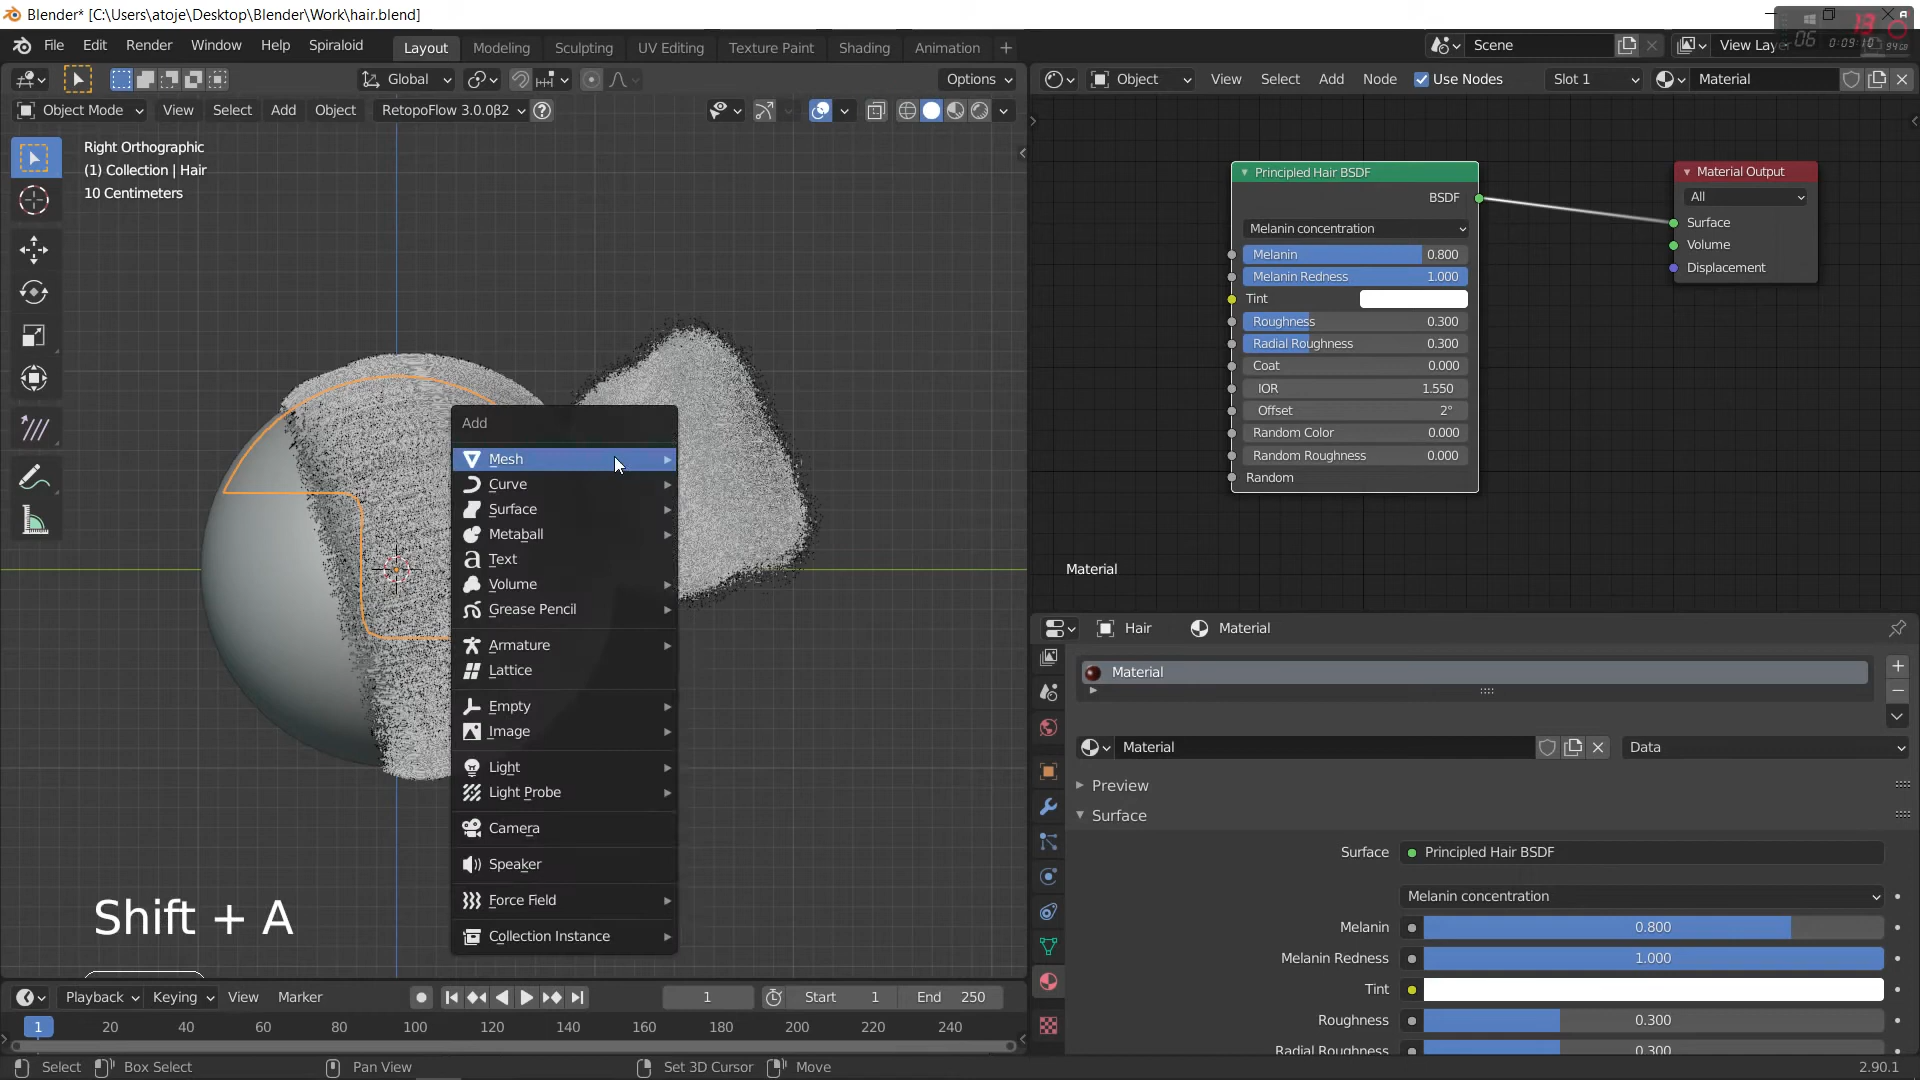 Blender* [C:\Users\atoje\Desktop\Blender\Work\hair.blend]
File Edit Render Window Help Spiraloid
Layout Modeling Sculpting UV Editing Texture Paint Shading Animation +
Scene
View Layer
13
06
0:09:10
94°C
Global
Options
Object
View Select Add Node Use Nodes
Slot 1
Material
Object Mode View Select Add Object RetopoFlow 3.0.0β2
Right Orthographic
(1) Collection | Hair
10 Centimeters
Add
Mesh
Curve
Surface
Metaball
Text
Volume
Grease Pencil
Armature
Lattice
Empty
Image
Light
Light Probe
Camera
Speaker
Force Field
Collection Instance
Shift + A
Principled Hair BSDF
BSDF
Melanin concentration
Melanin 0.800
Melanin Redness 1.000
Tint
Roughness 0.300
Radial Roughness 0.300
Coat 0.000
IOR 1.550
Offset 2°
Random Color 0.000
Random Roughness 0.000
Random
Material Output
All
Surface
Volume
Displacement
Material
Hair Material
Material
Material
Data
Preview
Surface
Surface Principled Hair BSDF
Melanin concentration
Melanin 0.800
Melanin Redness 1.000
Tint
Roughness 0.300
Radial Roughness 0.300
Playback Keying View Marker
1
Start 1
End 250
1 20 40 60 80 100 120 140 160 180 200 220 240
Select Box Select Pan View Set 3D Cursor Move
2.90.1